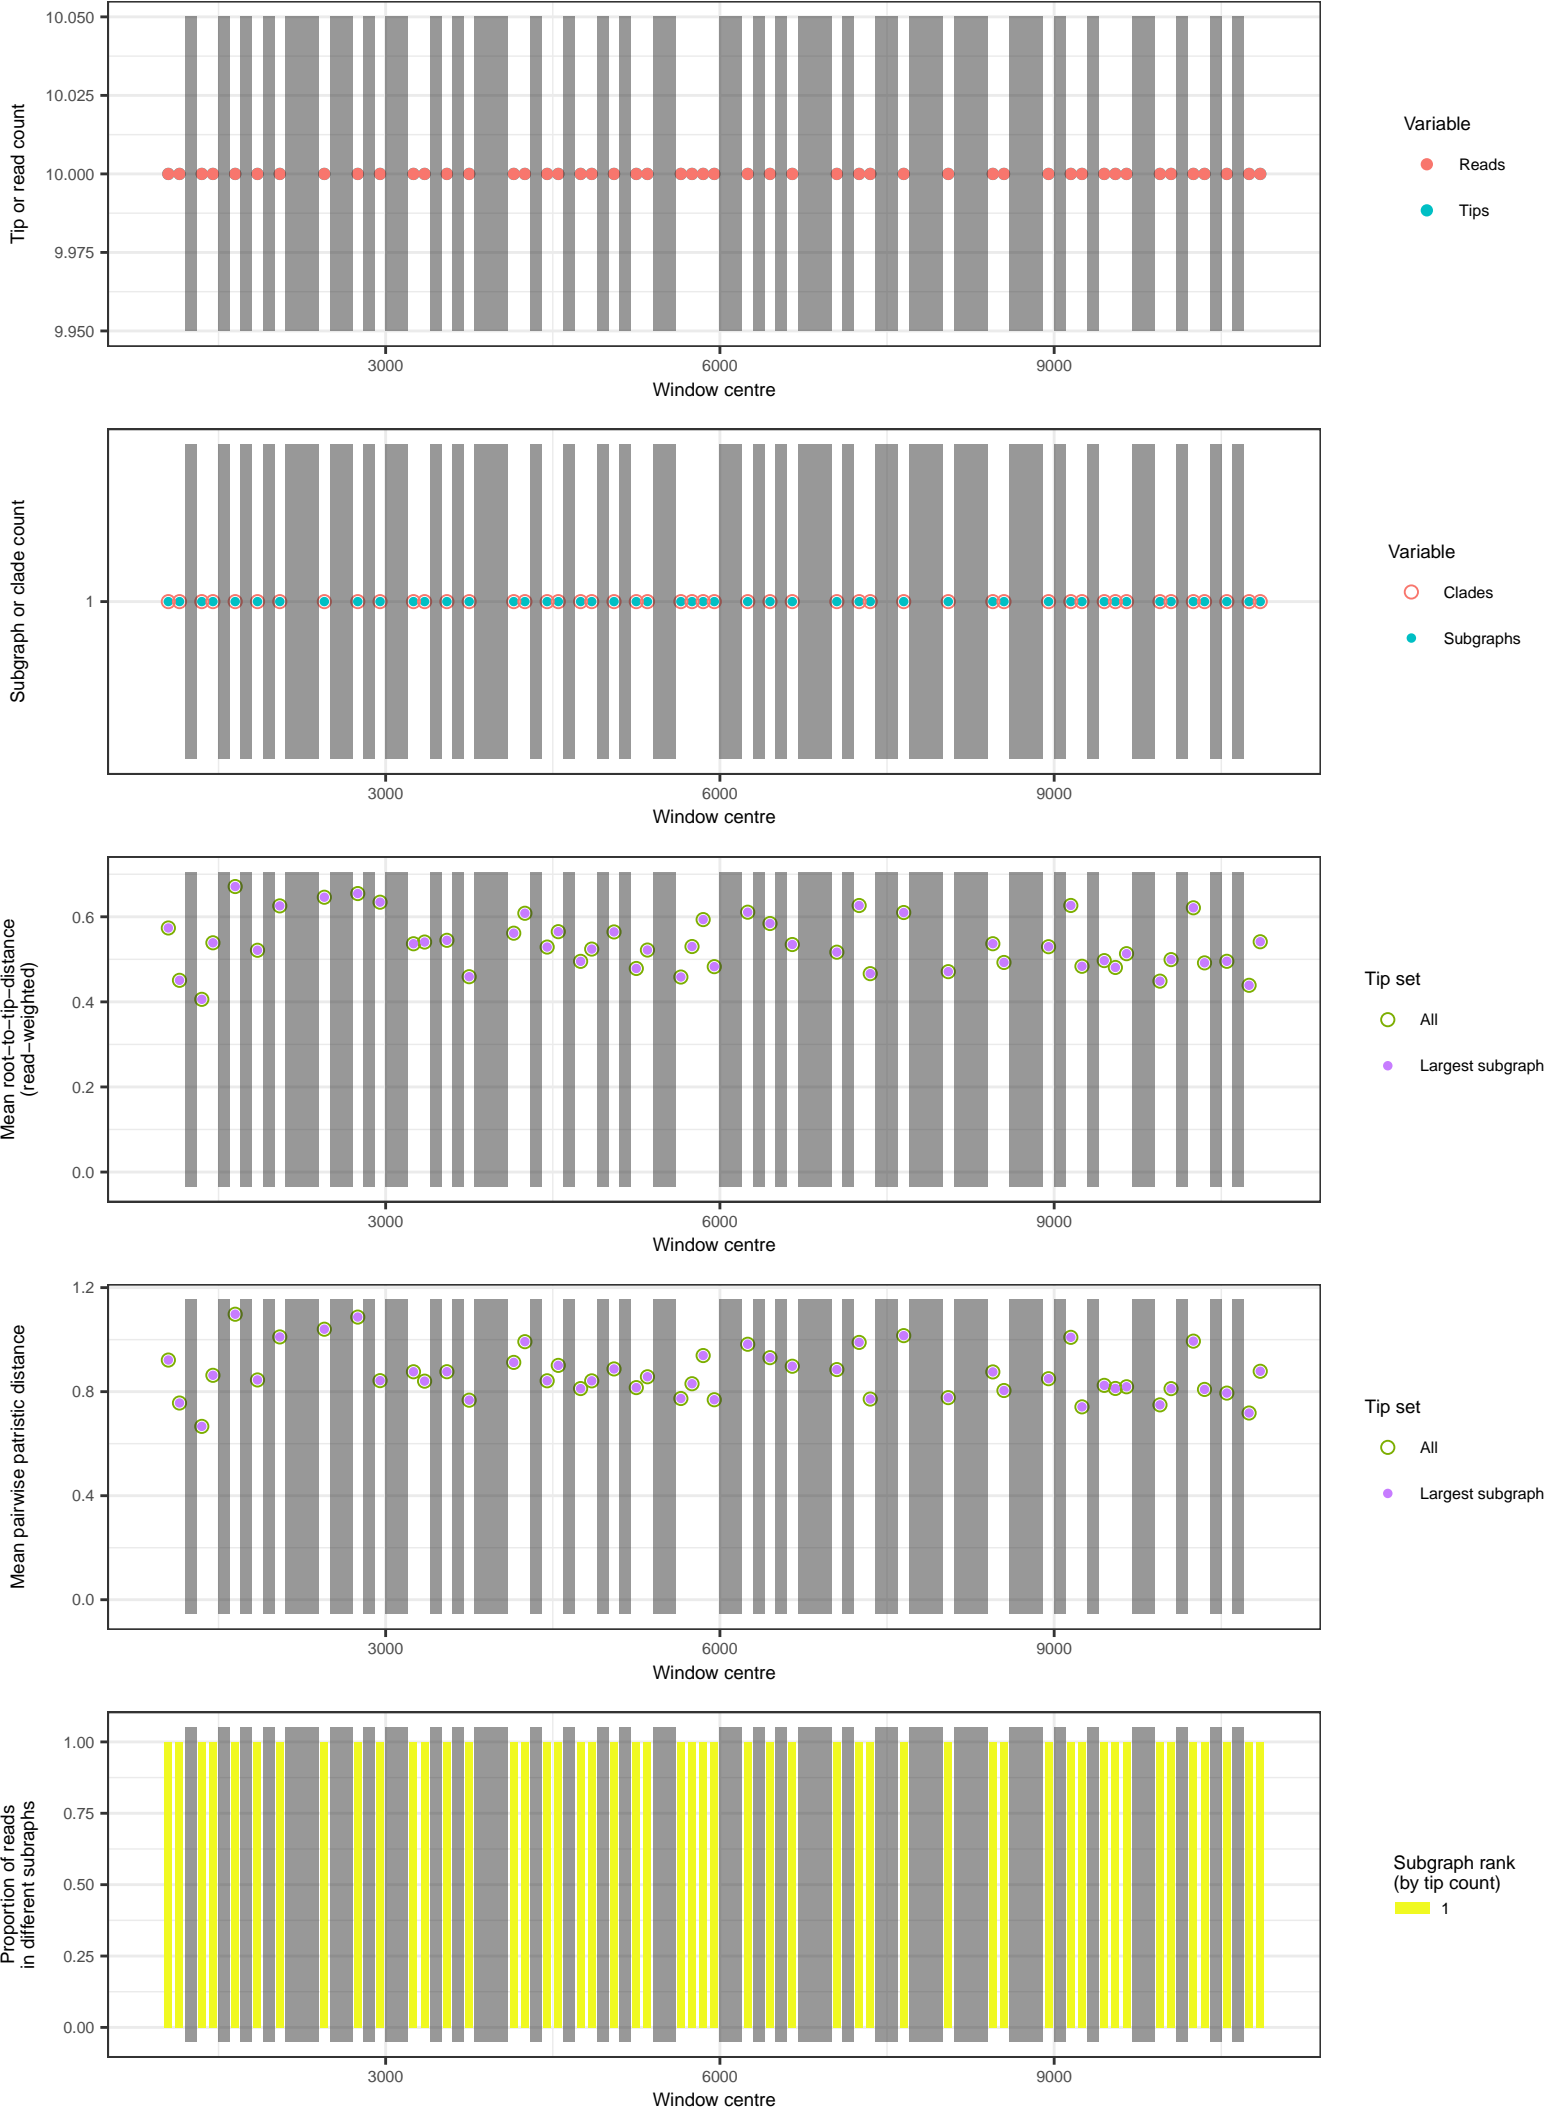 10.050
10.025
10.000
9.975
9.950
Tip or read count
3000
6000
9000
Window centre
Variable
Reads
Tips
1
Subgraph or clade count
3000
6000
9000
Window centre
Variable
Clades
Subgraphs
0.6
0.4
0.2
0.0
Mean root−to−tip−distance
(read−weighted)
3000
6000
9000
Window centre
Tip set
All
Largest subgraph
1.2
0.8
0.4
0.0
Mean pairwise patristic distance
3000
6000
9000
Window centre
Tip set
All
Largest subgraph
1.00
0.75
0.50
0.25
0.00
Proportion of reads
in different subraphs
3000
6000
9000
Window centre
Subgraph rank
(by tip count)
1